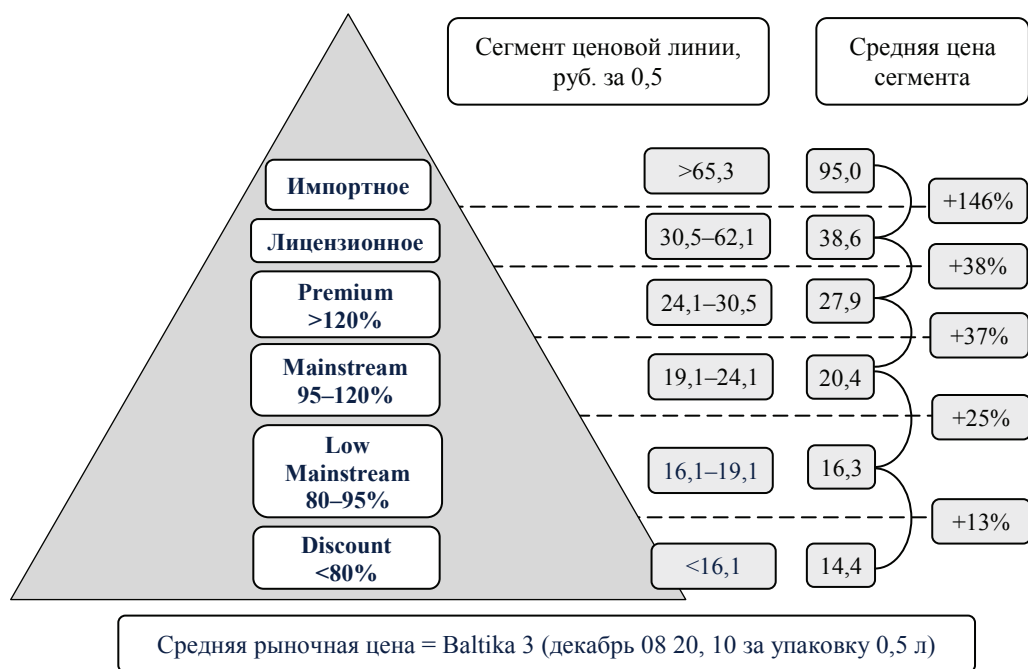 Сегмент ценовой линии,
руб. за 0,5
Средняя цена
сегмента
Импортное
>65,3
95,0
+146%
Лицензионное
30,5–62,1
38,6
+38%
Premium
>120%
24,1–30,5
27,9
+37%
Mainstream
95–120%
19,1–24,1
20,4
+25%
Low
Mainstream
80–95%
16,1–19,1
16,3
+13%
Discount
<80%
<16,1
14,4
Средняя рыночная цена = Baltika 3 (декабрь 08 20, 10 за упаковку 0,5 л)